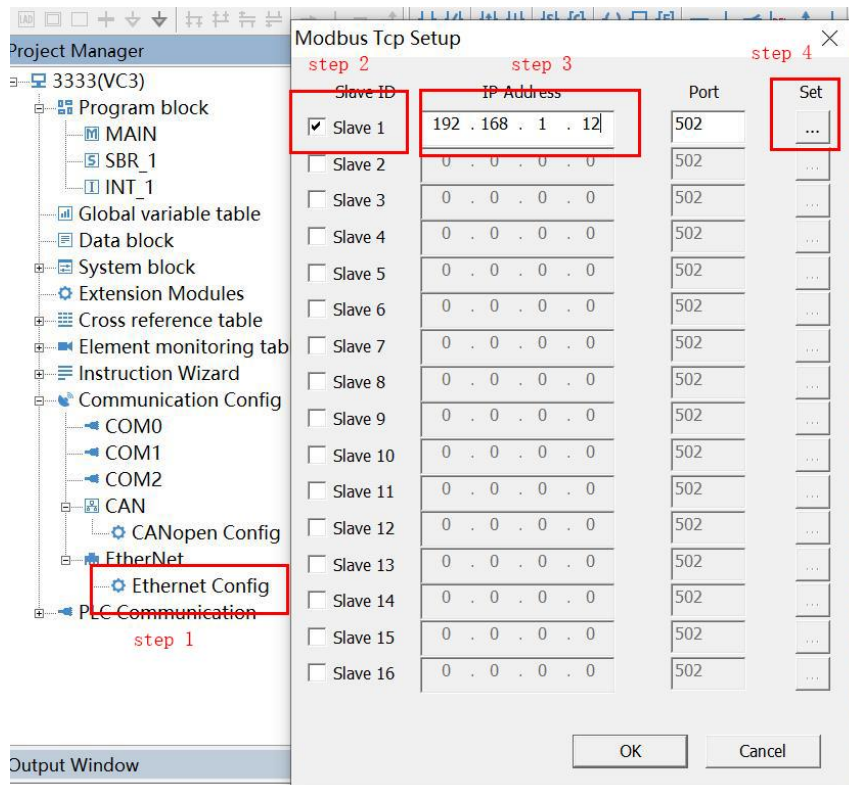 Project Manager
3333(VC3)
Program block
MAIN
SBR_1
INT_1
Global variable table
Data block
System block
Extension Modules
Cross reference table
Element monitoring tab
Instruction Wizard
Communication Config
COM0
COM1
COM2
CAN
CANopen Config
EtherNet
Ethernet Config
PLC Communication
step 1
Output Window
Modbus Tcp Setup
step 2 step 3 step 4
Slave ID IP Address Port Set
Slave 1 192 . 168 . 1 . 12 502 ...
Slave 2 0 . 0 . 0 . 0 502 ...
Slave 3 0 . 0 . 0 . 0 502 ...
Slave 4 0 . 0 . 0 . 0 502 ...
Slave 5 0 . 0 . 0 . 0 502 ...
Slave 6 0 . 0 . 0 . 0 502 ...
Slave 7 0 . 0 . 0 . 0 502 ...
Slave 8 0 . 0 . 0 . 0 502 ...
Slave 9 0 . 0 . 0 . 0 502 ...
Slave 10 0 . 0 . 0 . 0 502 ...
Slave 11 0 . 0 . 0 . 0 502 ...
Slave 12 0 . 0 . 0 . 0 502 ...
Slave 13 0 . 0 . 0 . 0 502 ...
Slave 14 0 . 0 . 0 . 0 502 ...
Slave 15 0 . 0 . 0 . 0 502 ...
Slave 16 0 . 0 . 0 . 0 502 ...
OK Cancel